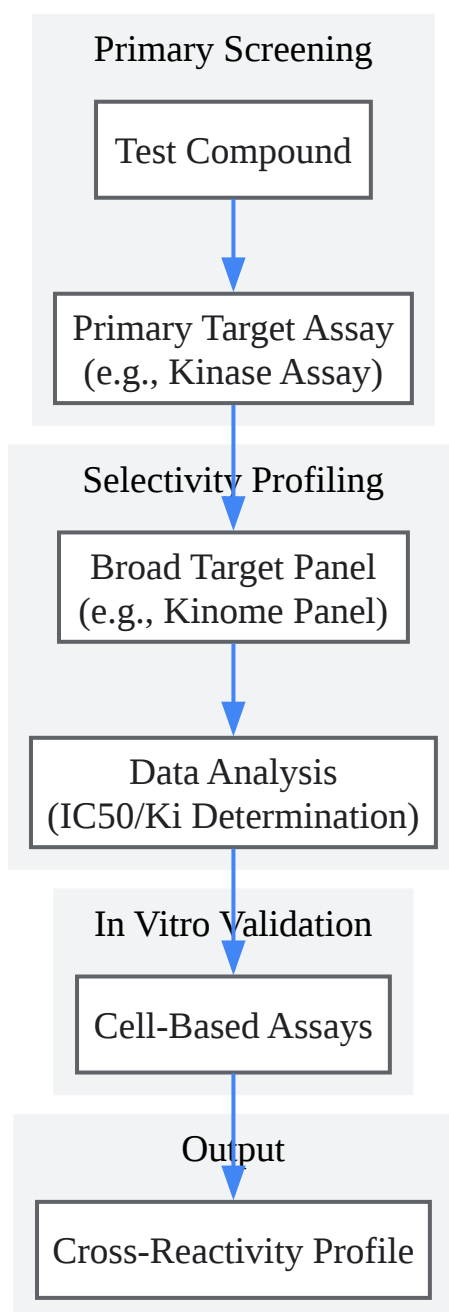 Primary Screening
Test Compound
Primary Target Assay
(e.g., Kinase Assay)
Selectivity Profiling
Broad Target Panel
(e.g., Kinome Panel)
Data Analysis
(IC50/Ki Determination)
In Vitro Validation
Cell-Based Assays
Output
Cross-Reactivity Profile